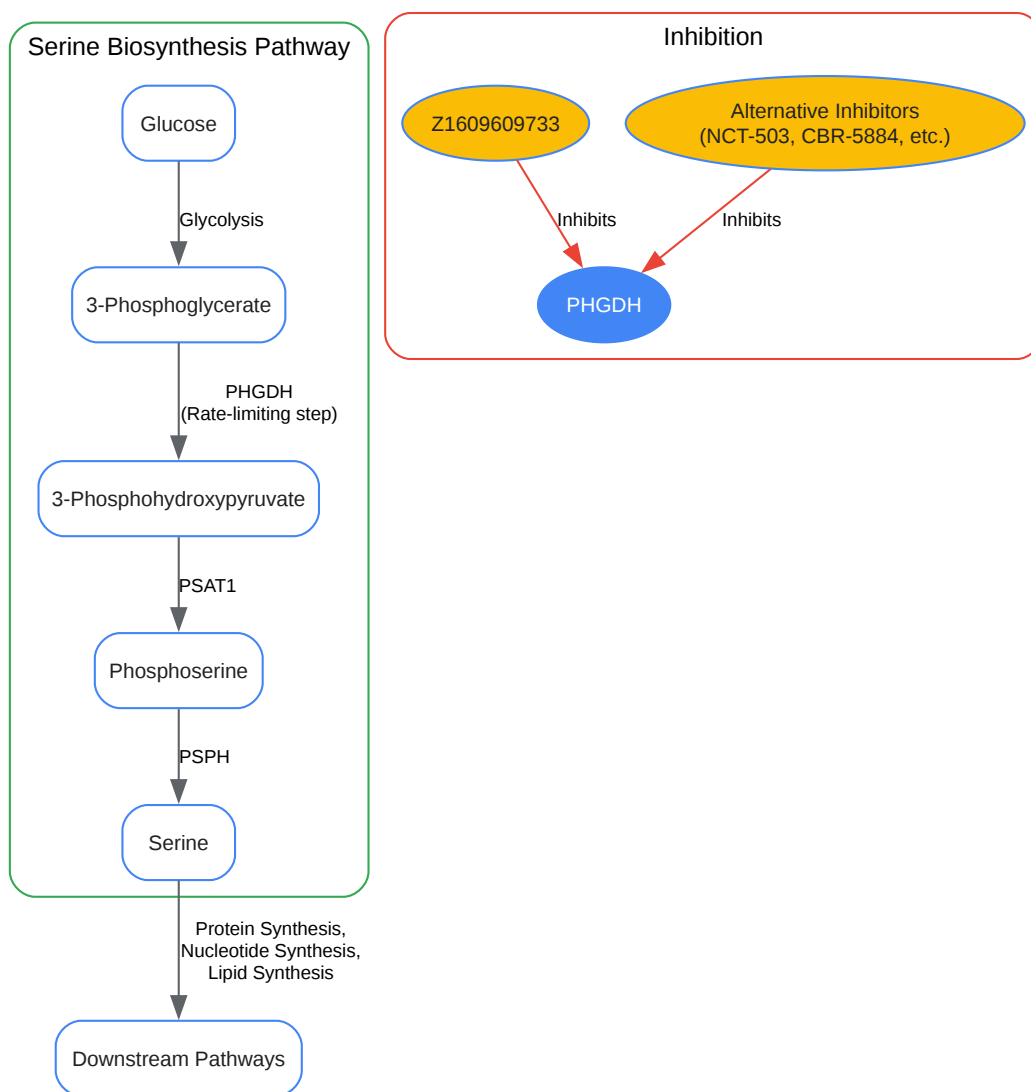 Serine Biosynthesis Pathway
Glucose
Glycolysis
3-Phosphoglycerate
PHGDH
(Rate-limiting step)
3-Phosphohydroxypyruvate
PSAT1
Phosphoserine
PSPH
Serine
Protein Synthesis,
Nucleotide Synthesis,
Lipid Synthesis
Downstream Pathways
Inhibition
Z1609609733
Alternative Inhibitors
(NCT-503, CBR-5884, etc.)
Inhibits
Inhibits
PHGDH